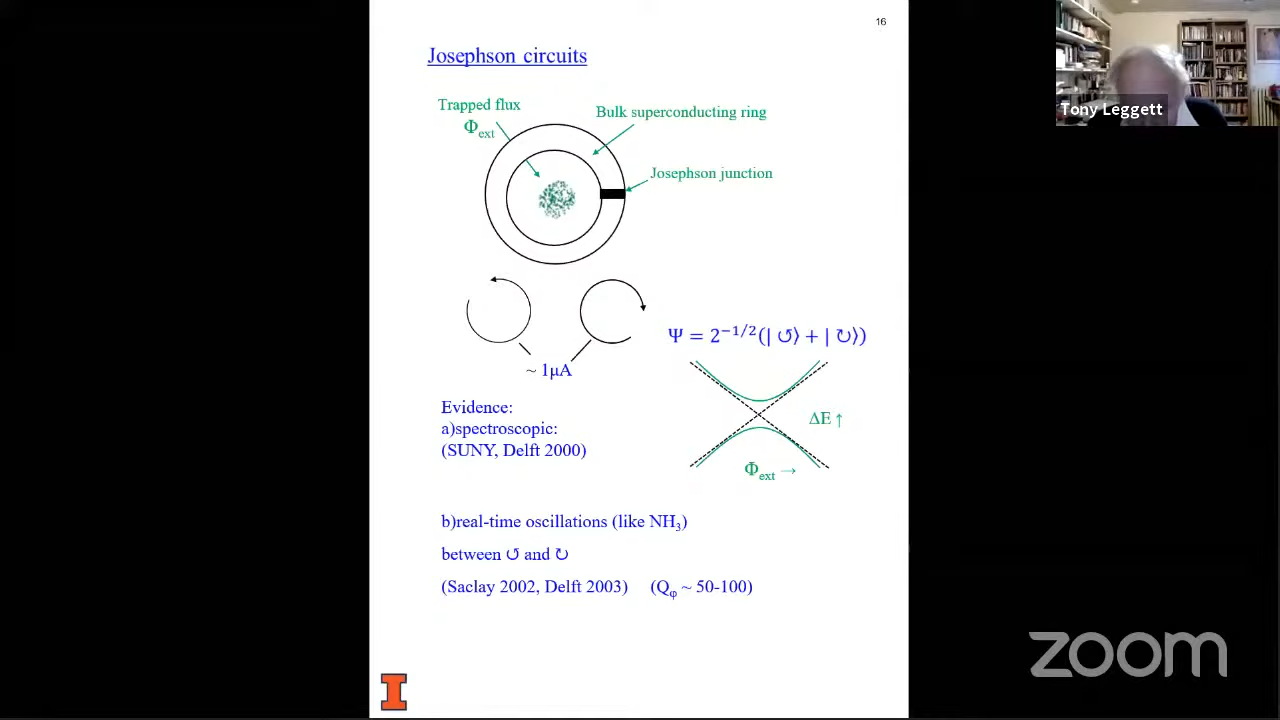 16
Josephson circuits
Trapped flux
Φext
Bulk superconducting ring
Josephson junction
Tony Leggett
Ψ = 2^−1/2(| ↺⟩ + | ↻⟩)
~ 1μA
Evidence:
a)spectroscopic:
(SUNY, Delft 2000)
ΔE ↑
Φext →
b)real-time oscillations (like NH3)
between ↺ and ↻
(Saclay 2002, Delft 2003) (Qφ ~ 50-100)
I
zoom